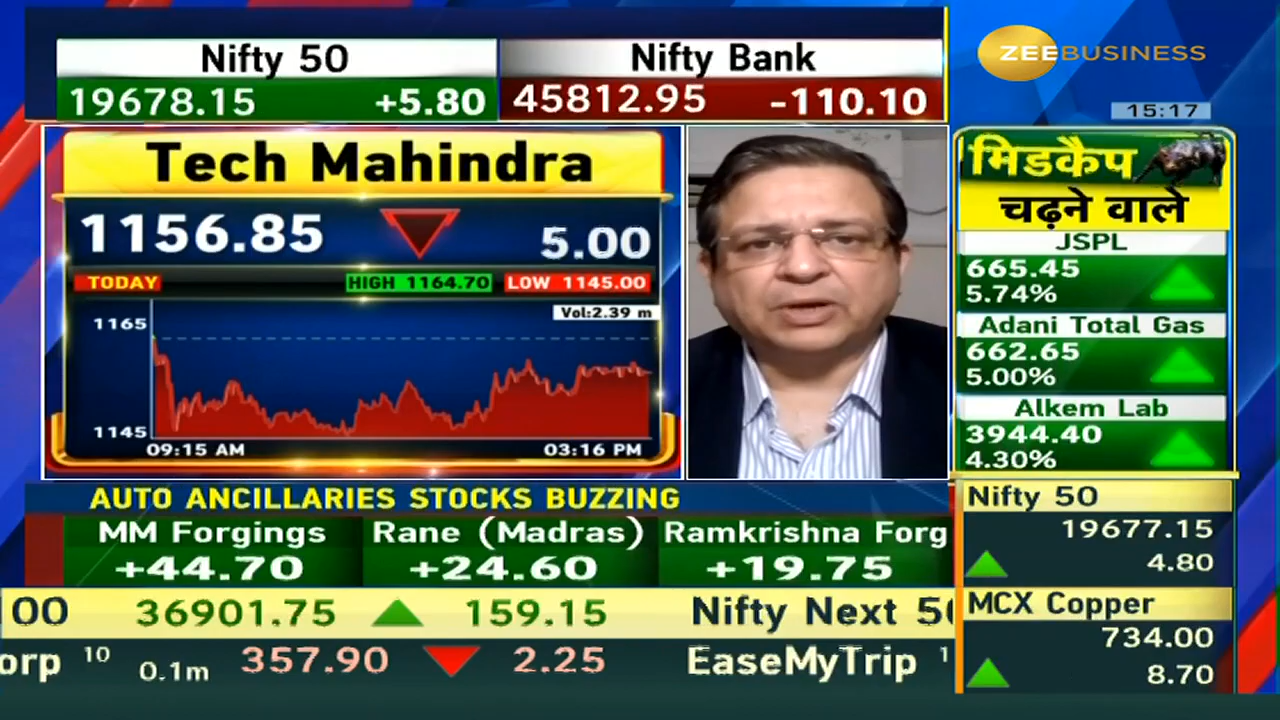 Nifty 50
Nifty Bank
19678.15 +5.80
45812.95 -110.10
ZEEBUSINESS
15:17
Tech Mahindra
1156.85 5.00
TODAY HIGH 1164.70 LOW 1145.00
Vol:2.39 m
1165
1145
09:15 AM 03:16 PM
मिडकैप
चढ़ने वाले
JSPL
665.45
5.74%
Adani Total Gas
662.65
5.00%
Alkem Lab
3944.40
4.30%
Nifty 50
19677.15
4.80
MCX Copper
734.00
8.70
AUTO ANCILLARIES STOCKS BUZZING
MM Forgings Rane (Madras) Ramkrishna Forg
+44.70 +24.60 +19.75
00 36901.75 159.15 Nifty Next 50
orp 10 0.1m 357.90 2.25 EaseMyTrip 1